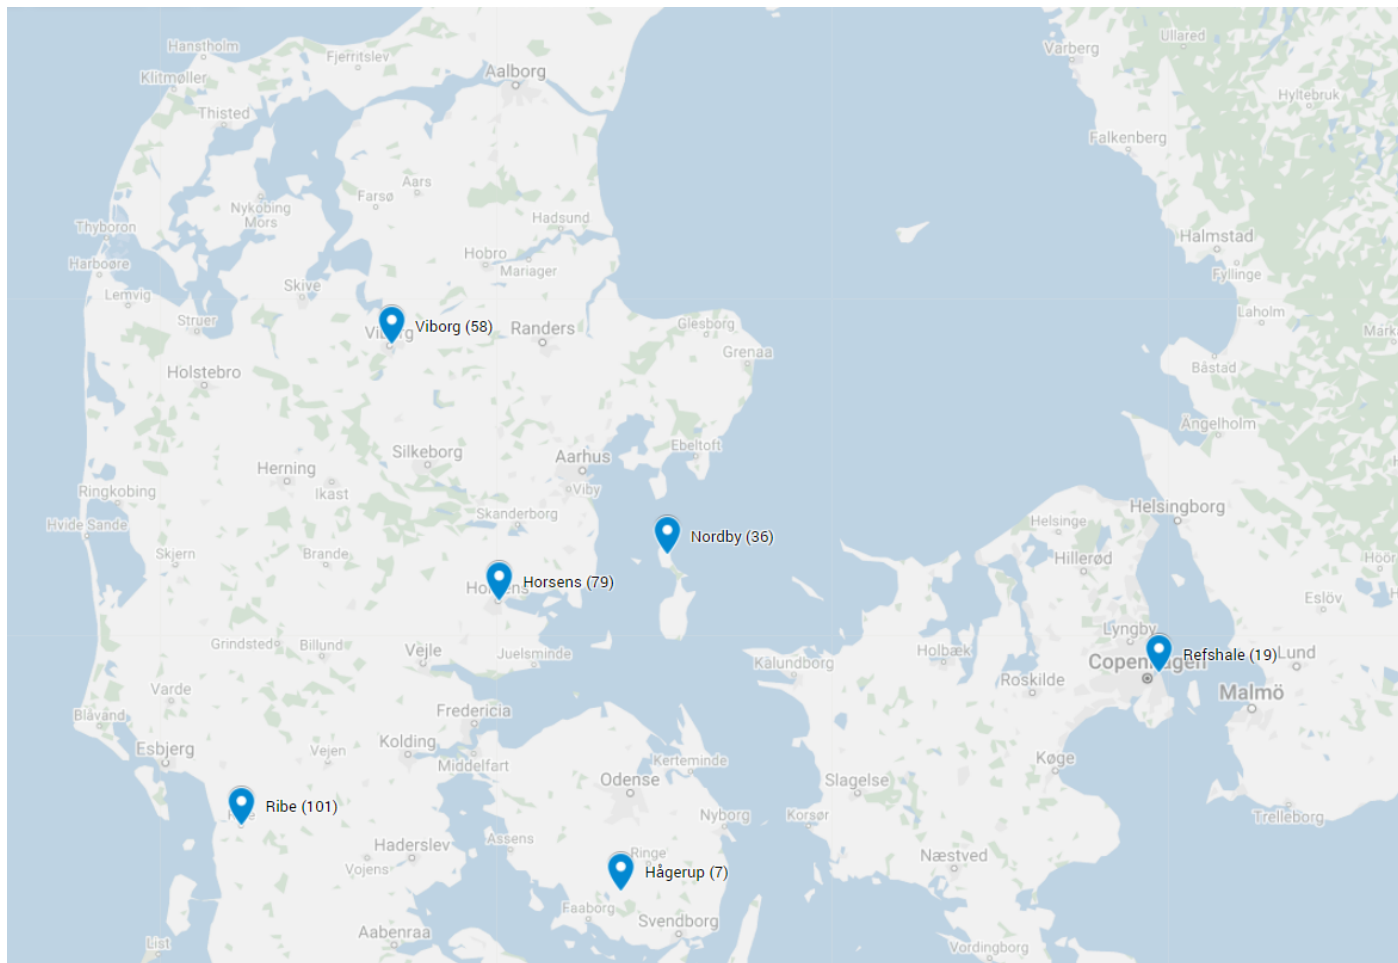 Hanstholm
Fjerritslev
Aalborg
Klitmøller
Thisted
Varberg
Ullared
Hyltebruk
Falkenberg
Aars
Farsø
Nykøbing
Mors
Hadsund
Thyboron
Hobro
Mariager
Harboøre
Halmstad
Fyllinge
Skive
Lemvig
Struer
Viborg (58)
Randers
Glesborg
Grenaa
Laholm
Båstad
Holstebro
Ängelholm
Silkeborg
Aarhus
Ebeltoft
Herning
Ikast
Viby
Ringkobing
Hvide Sande
Skanderborg
Helsingborg
Helsinge
Nordby (36)
Skjern
Brande
Hillerød
Höör
Horsens (79)
Eslöv
Grindsted
Billund
Vejle
Juelsminde
Kalundborg
Holbæk
Lyngby
Copenhagen
Refshale (19)
Lund
Roskilde
Malmö
Varde
Blåvand
Fredericia
Esbjerg
Vejen
Kolding
Middelfart
Kerteminde
Odense
Slagelse
Køge
Ribe (101)
Nyborg
Korsør
Trelleborg
Assens
Haderslev
Vojens
Ringe
Hågerup (7)
Næstved
Faaborg
Svendborg
Aabenraa
List
Vordingborg